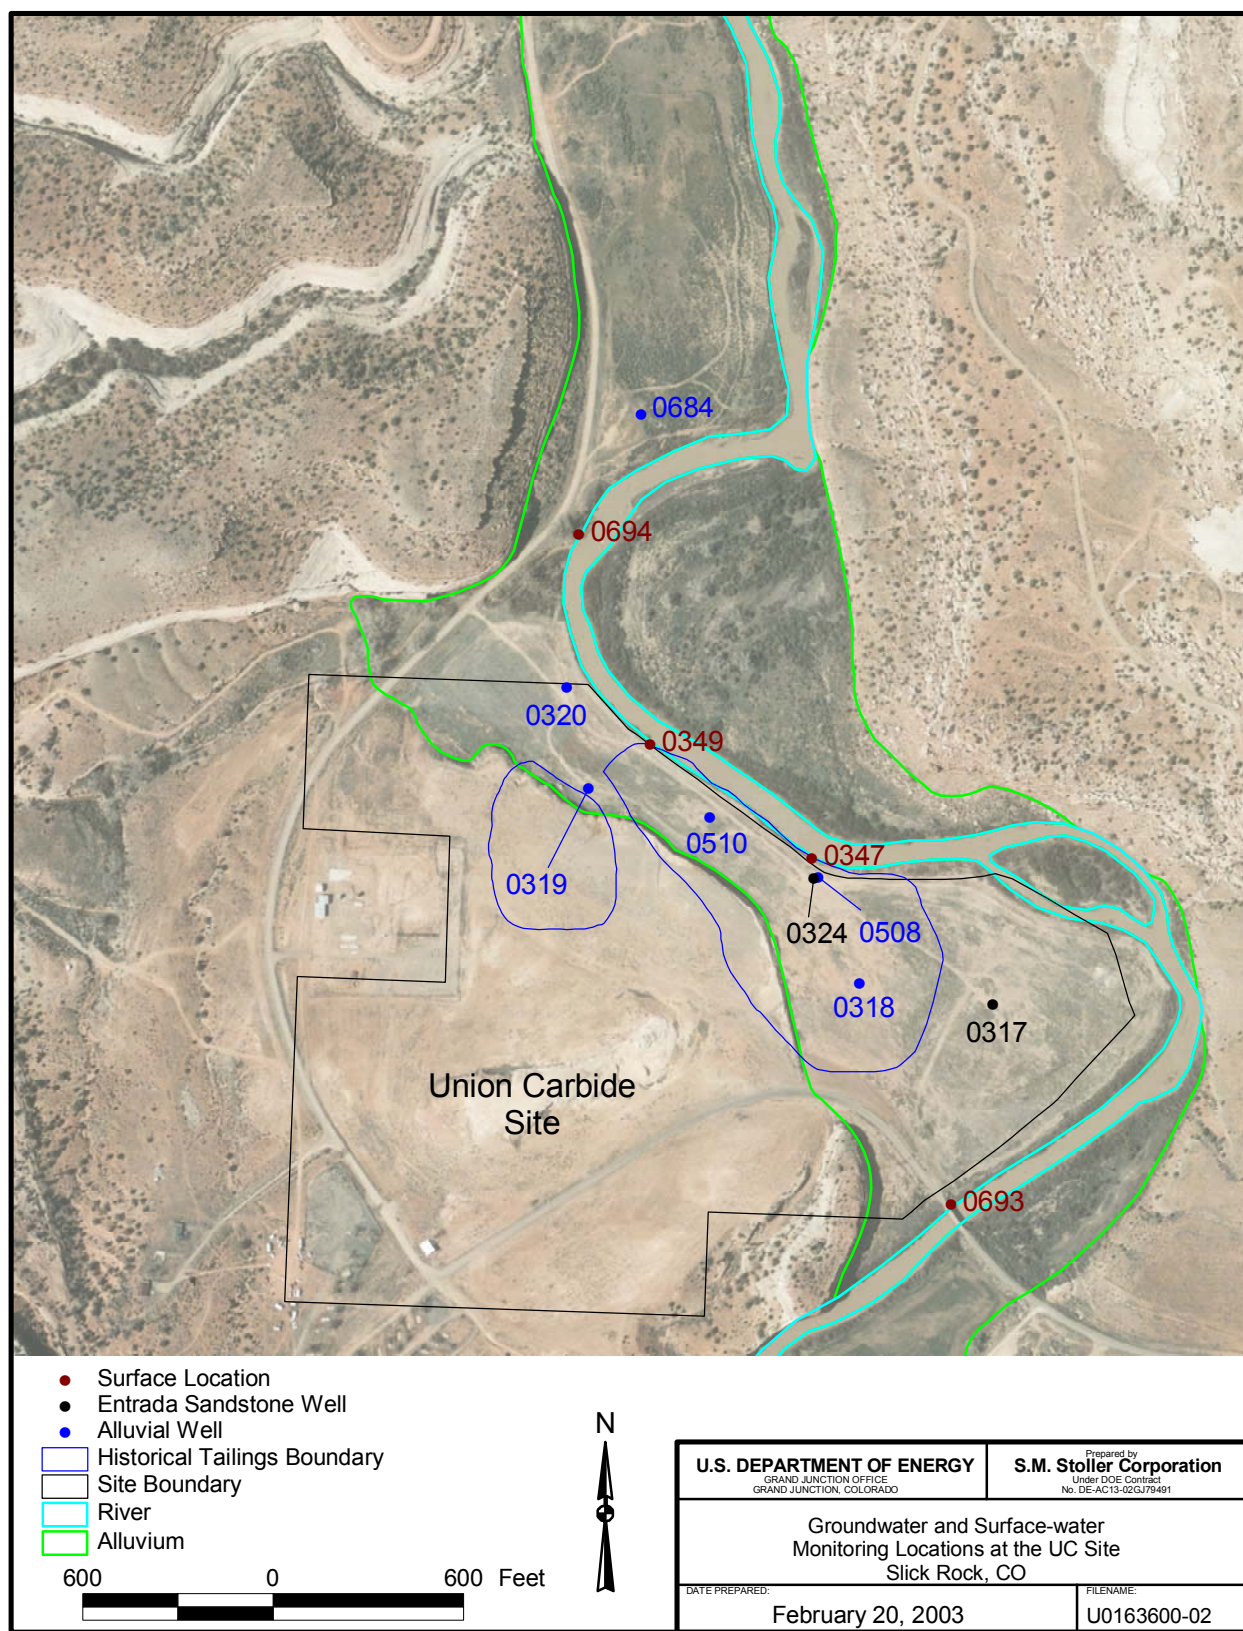 0684
0694
0320
0349
0510
0347
0319
0324
0508
0318
0317
Union Carbide
Site
0693
Surface Location
Entrada Sandstone Well
Alluvial Well
Historical Tailings Boundary
Site Boundary
River
Alluvium
600 0 600 Feet
N
U.S. DEPARTMENT OF ENERGY
GRAND JUNCTION OFFICE
GRAND JUNCTION, COLORADO
Prepared by
S.M. Stoller Corporation
Under DOE Contract
No. DE-AC13-02GJ79491
Groundwater and Surface-water
Monitoring Locations at the UC Site
Slick Rock, CO
DATE PREPARED:
February 20, 2003
FILENAME:
U0163600-02